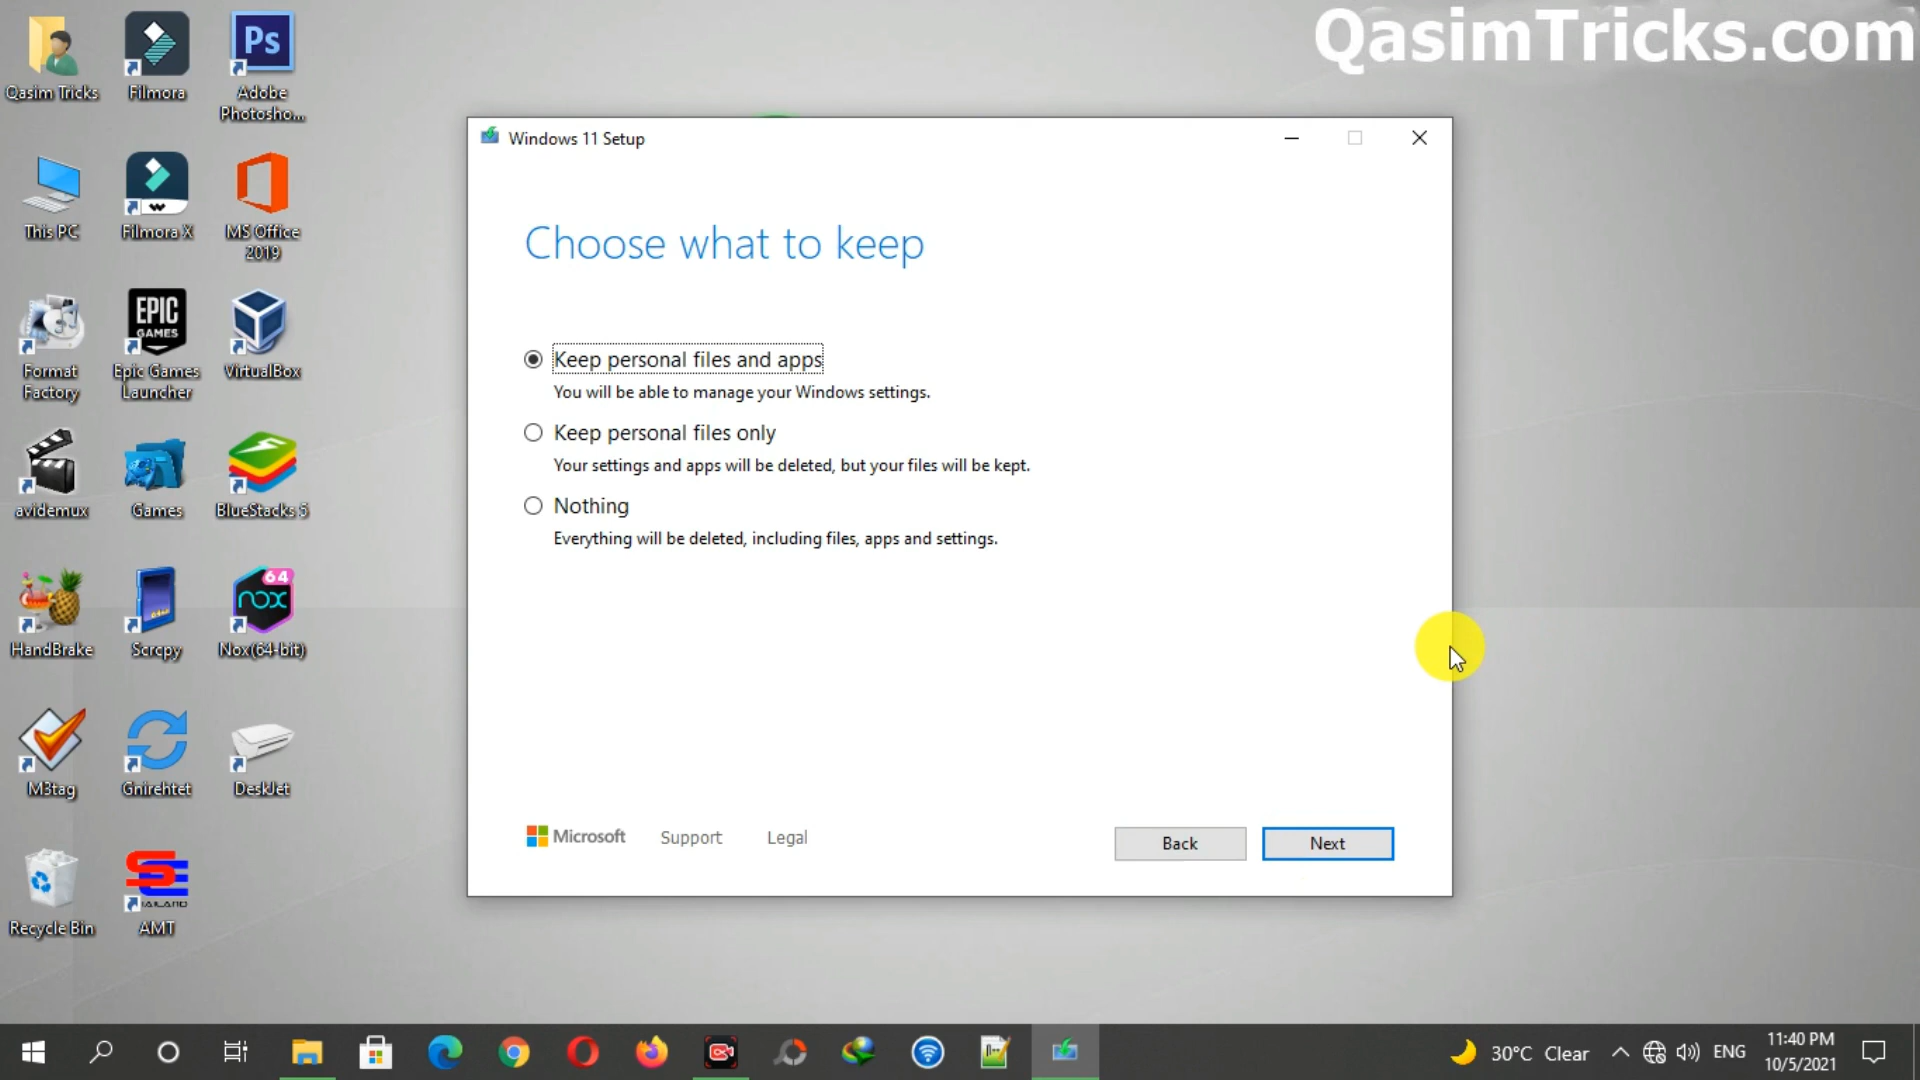 QasimTricks.com
Qasim Tricks
Filmora
Ps
Adobe
Photosho...
This PC
Filmora X
MS Office
2019
Format
Factory
EPIC
GAMES
Epic Games
Launcher
VirtualBox
avidemux
Games
BlueStacks 5
HandBrake
Scrcpy
64
nox
Nox(64-bit)
M3tag
Gnirehtet
DeskJet
Recycle Bin
AMT
Windows 11 Setup
Choose what to keep
Keep personal files and apps
You will be able to manage your Windows settings.
Keep personal files only
Your settings and apps will be deleted, but your files will be kept.
Nothing
Everything will be deleted, including files, apps and settings.
Microsoft
Support
Legal
Back
Next
30°C Clear
ENG
11:40 PM
10/5/2021